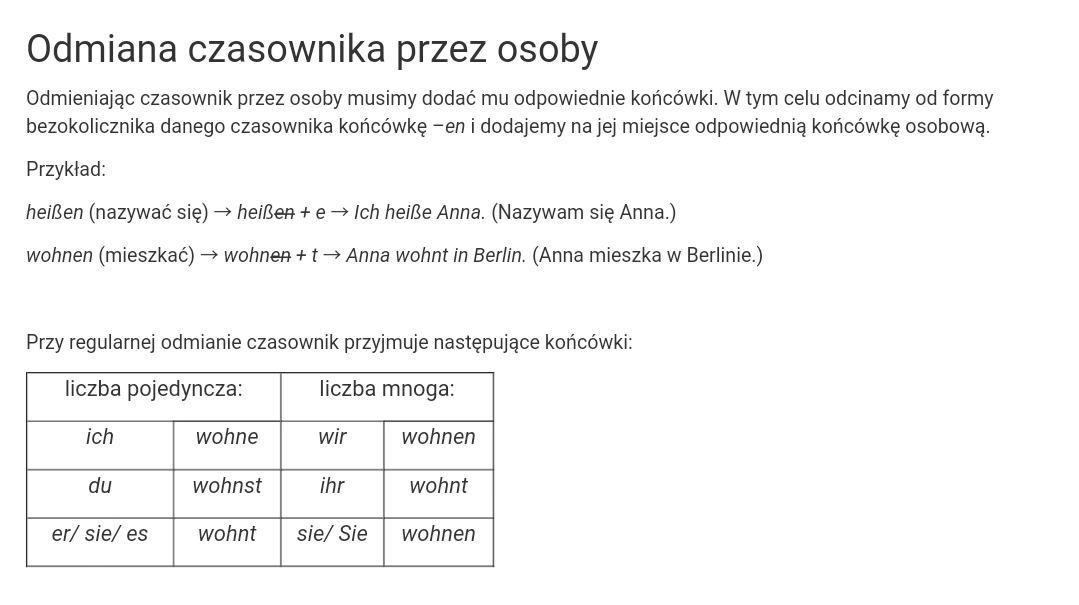 Odmiana czasownika przez osoby
Odmieniając czasownik przez osoby musimy dodać mu odpowiednie końcówki. W tym celu odcinamy od formy
bezokolicznika danego czasownika końcówkę –en i dodajemy na jej miejsce odpowiednią końcówkę osobową.
Przykład:
heißen (nazywać się) → heißen + e → Ich heiße Anna. (Nazywam się Anna.)
wohnen (mieszkać) → wohnen + t → Anna wohnt in Berlin. (Anna mieszka w Berlinie.)
Przy regularnej odmianie czasownik przyjmuje następujące końcówki:
liczba pojedyncza: liczba mnoga:
ich wohne wir wohnen
du wohnst ihr wohnt
er/ sie/ es wohnt sie/ Sie wohnen